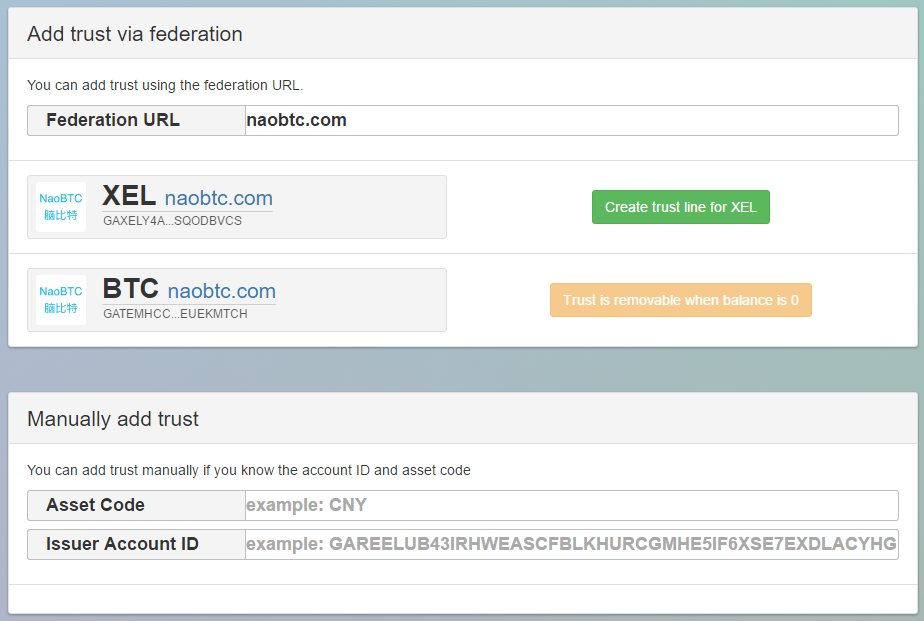 Add trust via federation
You can add trust using the federation URL.
Federation URL naobtc.com
NaoBTC
脑比特
XEL naobtc.com
GAXELY4A...SQODBVCS
Create trust line for XEL
NaoBTC
脑比特
BTC naobtc.com
GATEMHCC...EUEKMTCH
Trust is removable when balance is 0
Manually add trust
You can add trust manually if you know the account ID and asset code
Asset Code example: CNY
Issuer Account ID example: GAREELUB43IRHWEASCFBLKHURCGMHE5IF6XSE7EXDLACYHG